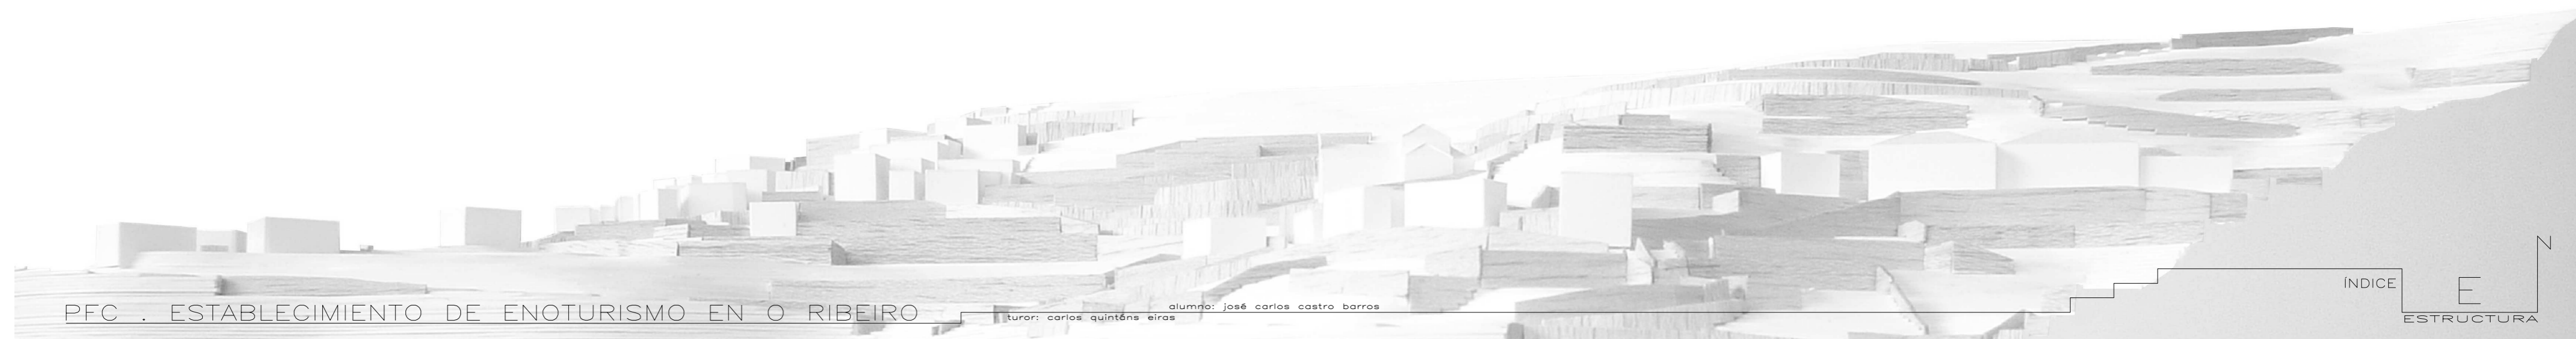 PFC . ESTABLECIMIENTO DE ENOTURISMO EN O RIBEIRO
alumno: josé carlos castro barros
turor: carlos quintáns eiras
ÍNDICE
E
N
ESTRUCTURA